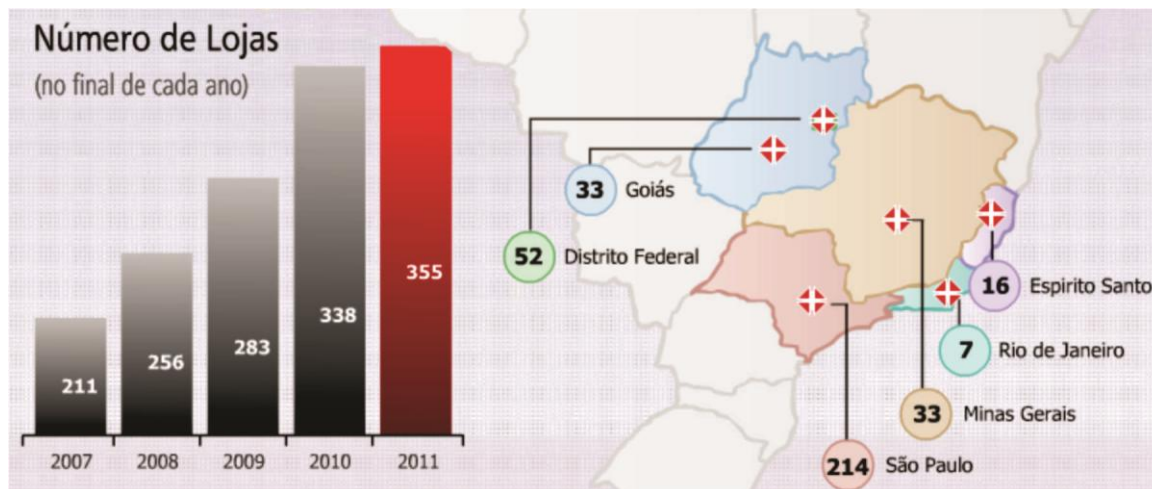 Número de Lojas
(no final de cada ano)
211
256
283
338
355
2007
2008
2009
2010
2011
33 Goiás
52 Distrito Federal
16 Espirito Santo
7 Rio de Janeiro
33 Minas Gerais
214 São Paulo